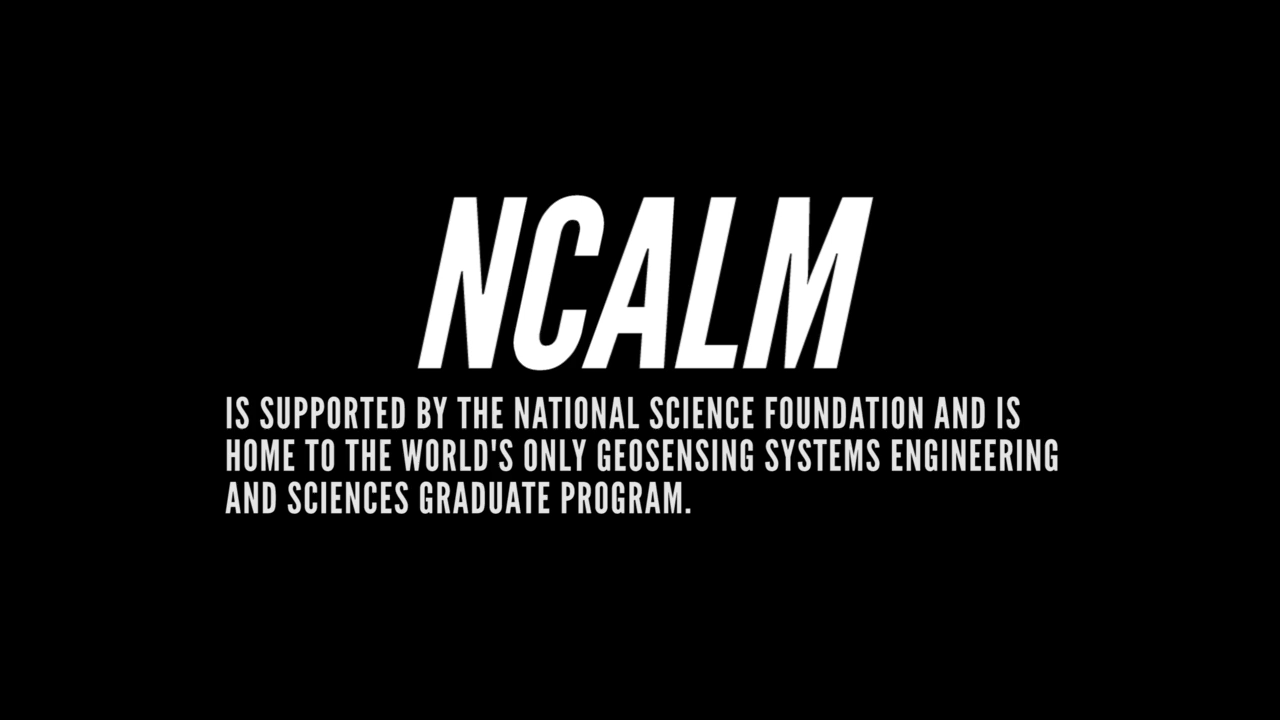 NCALM
IS SUPPORTED BY THE NATIONAL SCIENCE FOUNDATION AND IS
HOME TO THE WORLD'S ONLY GEOSENSING SYSTEMS ENGINEERING
AND SCIENCES GRADUATE PROGRAM.